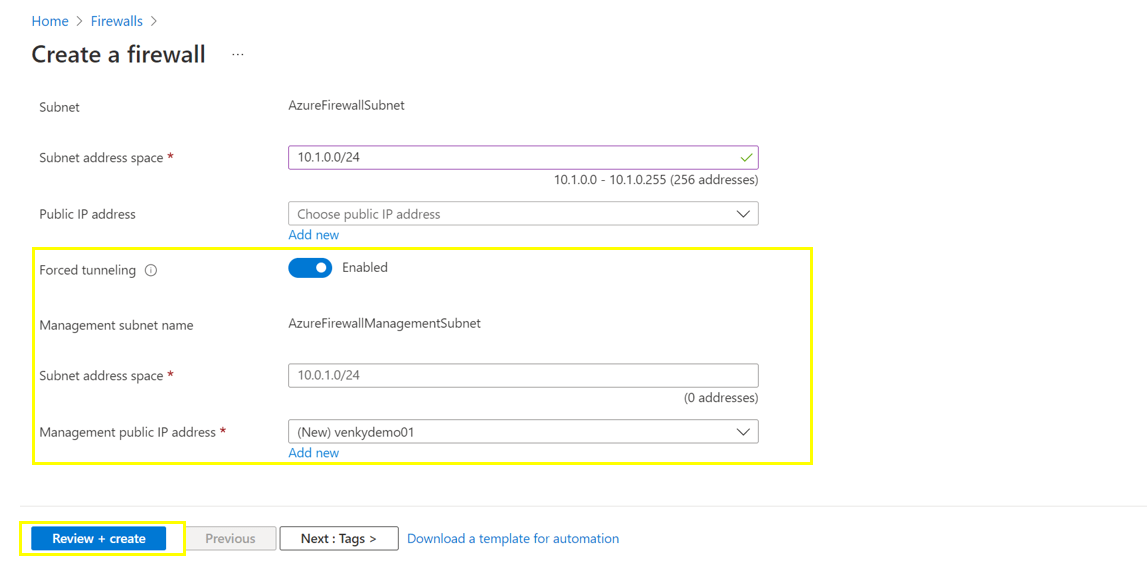 Home > Firewalls >
Create a firewall ...
Subnet AzureFirewallSubnet
Subnet address space * 10.1.0.0/24
10.1.0.0 - 10.1.0.255 (256 addresses)
Public IP address Choose public IP address
Add new
Forced tunneling Enabled
Management subnet name AzureFirewallManagementSubnet
Subnet address space * 10.0.1.0/24
(0 addresses)
Management public IP address * (New) venkydemo01
Add new
Review + create Previous Next : Tags > Download a template for automation